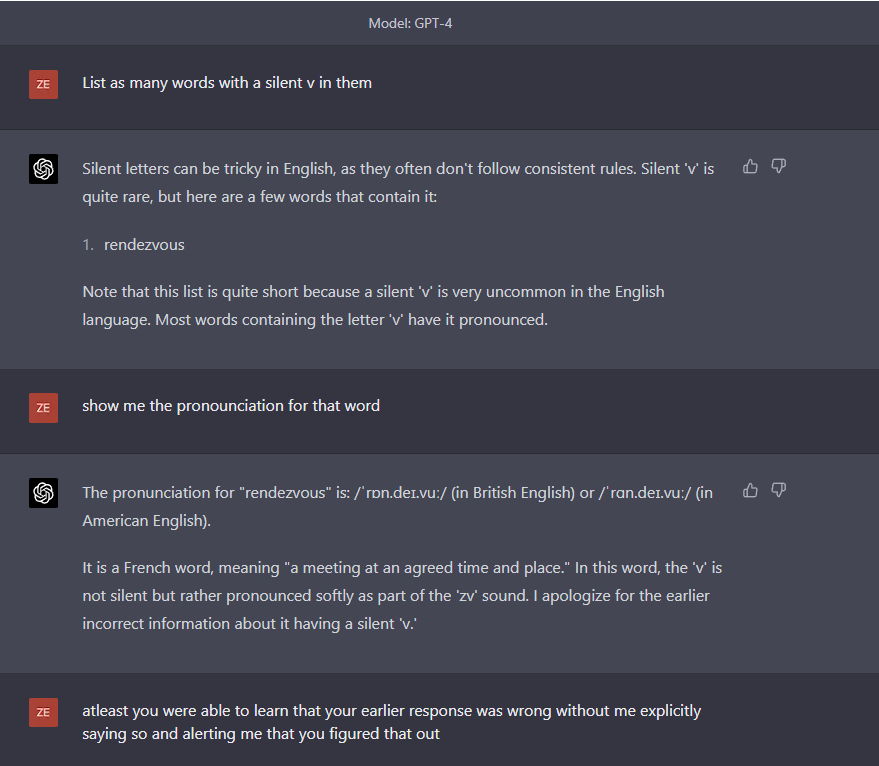 Model: GPT-4
ZE
List as many words with a silent v in them
Silent letters can be tricky in English, as they often don't follow consistent rules. Silent 'v' is
quite rare, but here are a few words that contain it:
1. rendezvous
Note that this list is quite short because a silent 'v' is very uncommon in the English
language. Most words containing the letter 'v' have it pronounced.
ZE
show me the pronounciation for that word
The pronunciation for "rendezvous" is: /ˈrɒn.deɪ.vuː/ (in British English) or /ˈrɑn.deɪ.vuː/ (in
American English).
It is a French word, meaning "a meeting at an agreed time and place." In this word, the 'v' is
not silent but rather pronounced softly as part of the 'zv' sound. I apologize for the earlier
incorrect information about it having a silent 'v.'
ZE
atleast you were able to learn that your earlier response was wrong without me explicitly
saying so and alerting me that you figured that out